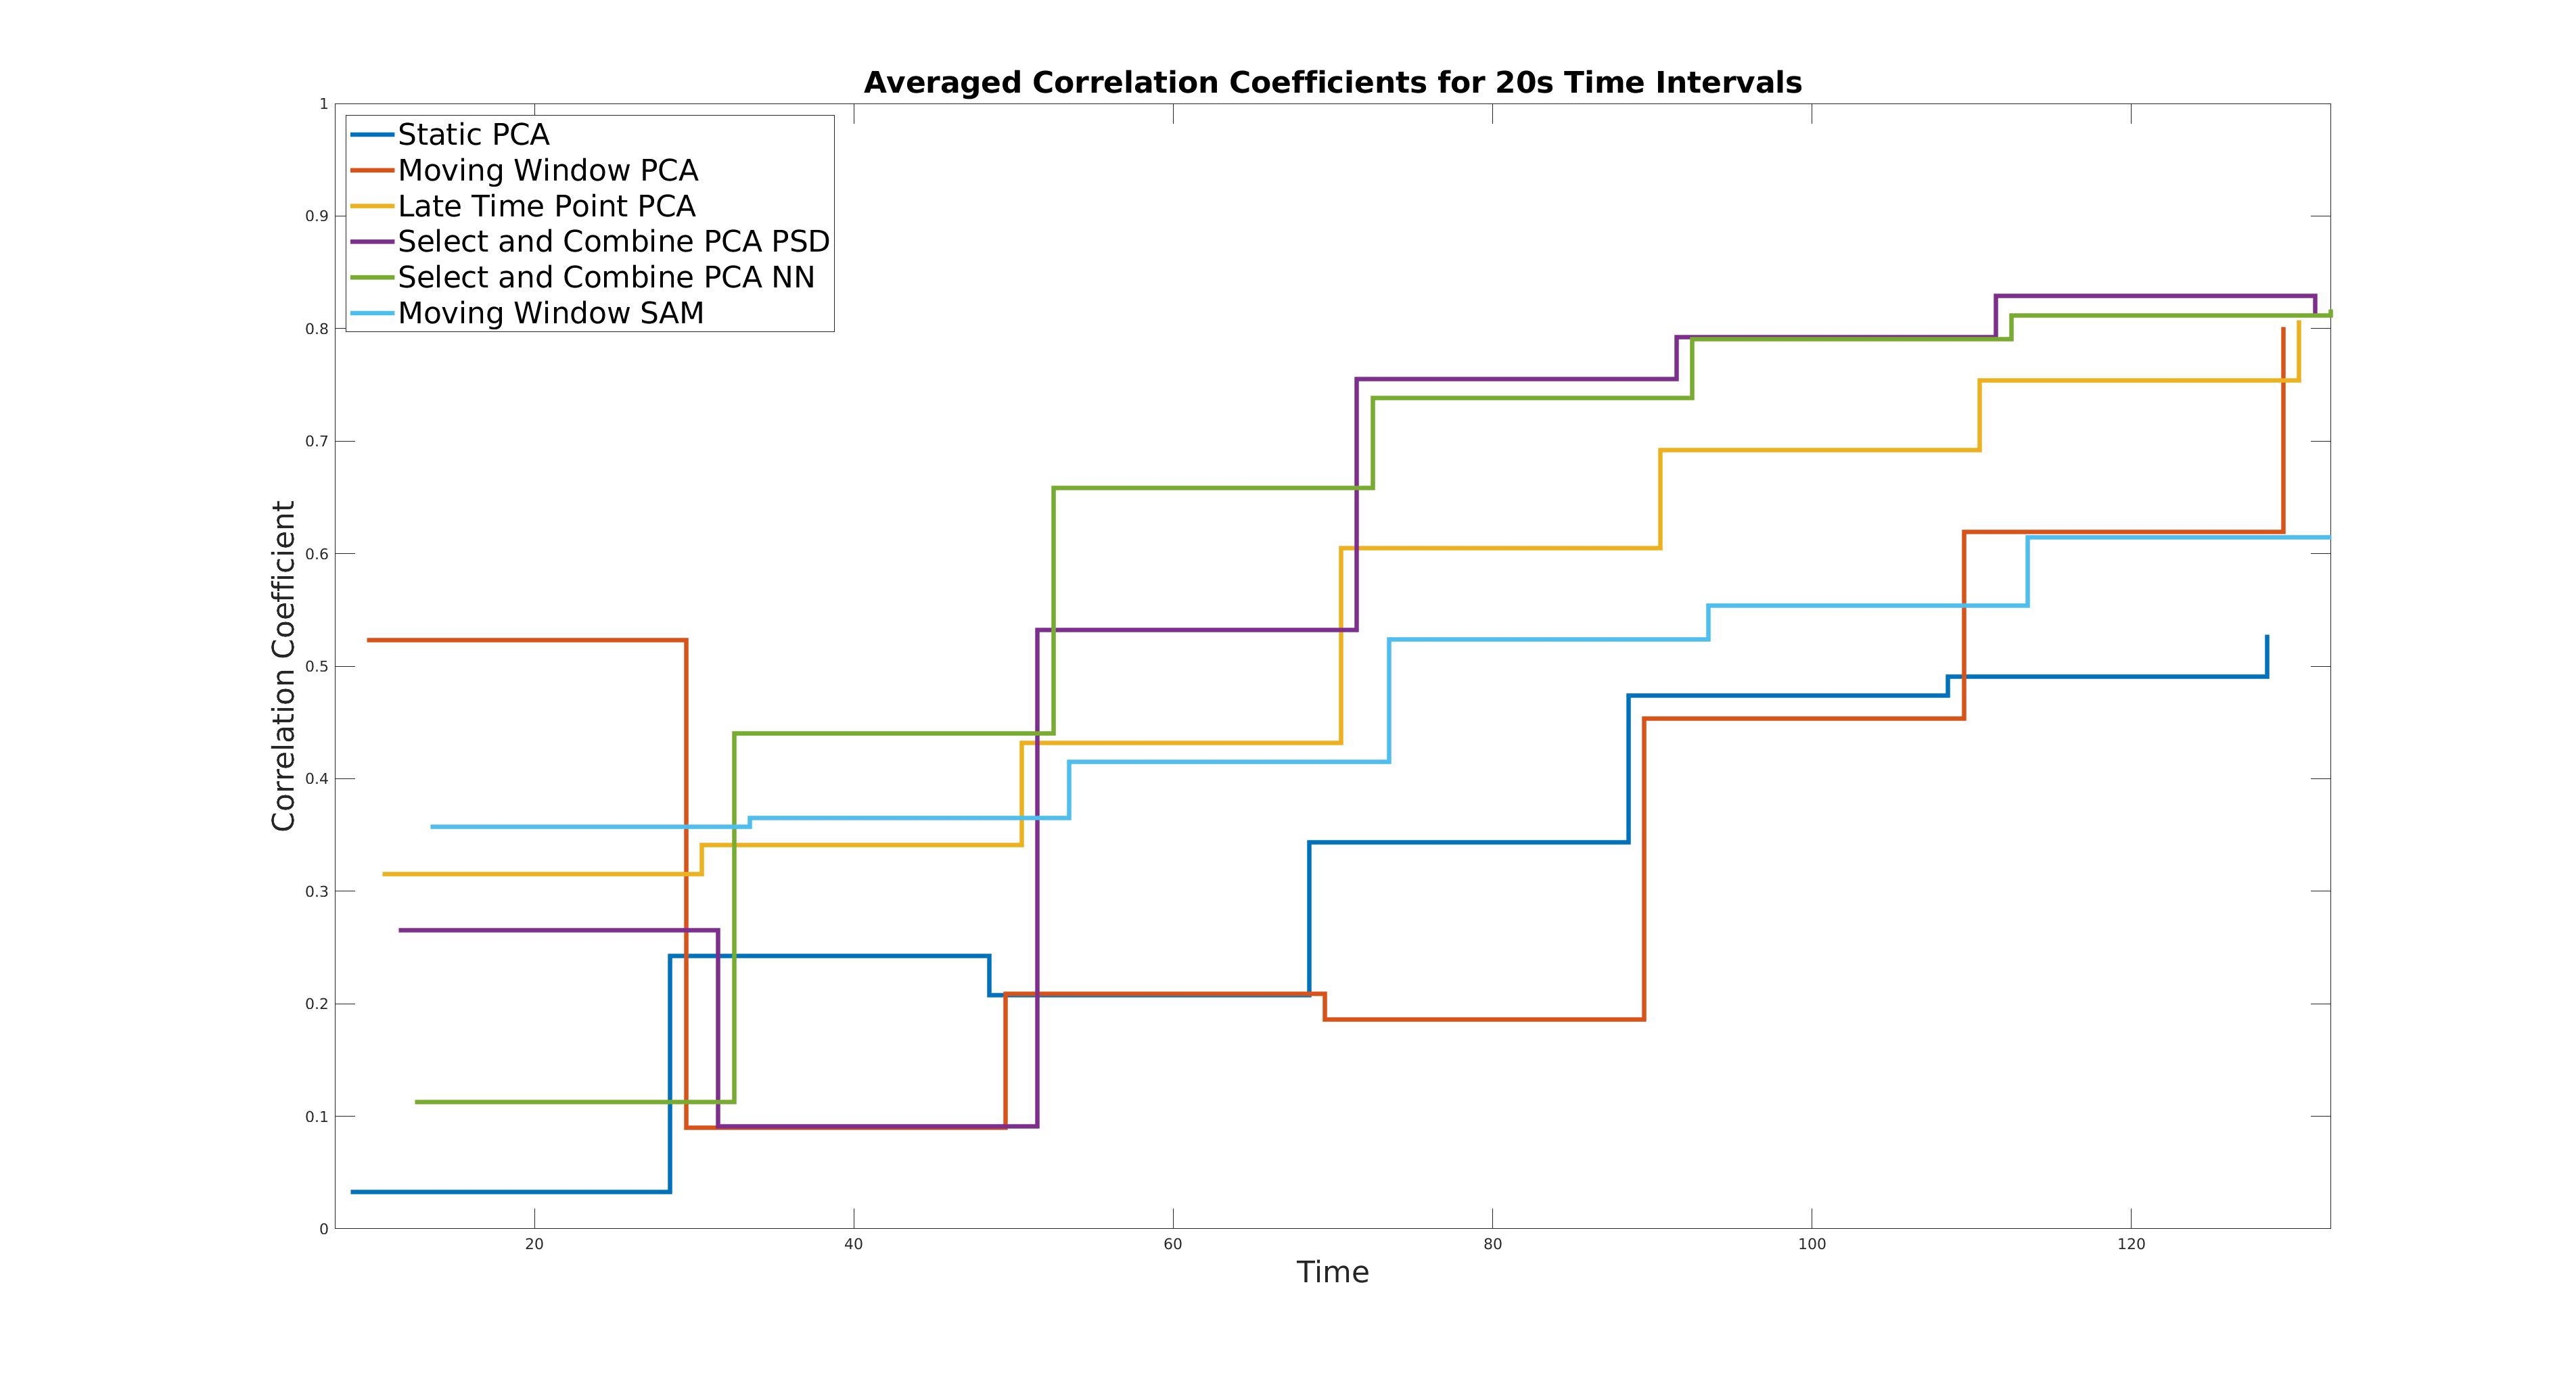 Averaged Correlation Coefficients for 20s Time Intervals
Static PCA
Moving Window PCA
Late Time Point PCA
Select and Combine PCA PSD
Select and Combine PCA NN
Moving Window SAM
Correlation Coefficient
1
0.9
0.8
0.7
0.6
0.5
0.4
0.3
0.2
0.1
0
20 40 60 80 100 120
Time